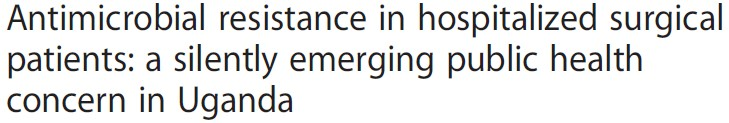 Antimicrobial resistance in hospitalized surgical
patients: a silently emerging public health
concern in Uganda